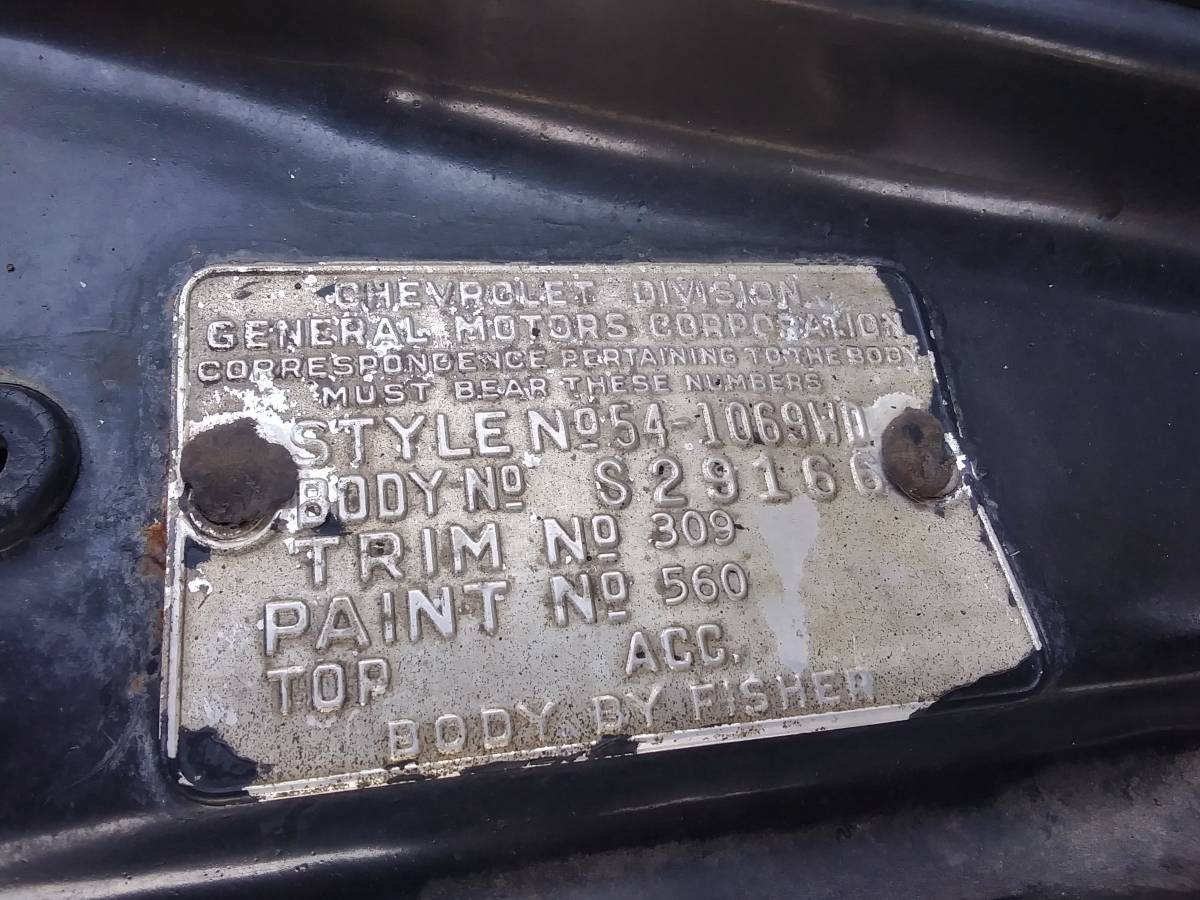 CHEVROLET DIVISION
GENERAL MOTORS CORPORATION
CORRESPONDENCE PERTAINING TO THE BODY
MUST BEAR THESE NUMBERS
STYLE Nº 54-1069WD
BODY Nº S29166
TRIM Nº 309
PAINT Nº 560
TOP ACC.
BODY BY FISHER